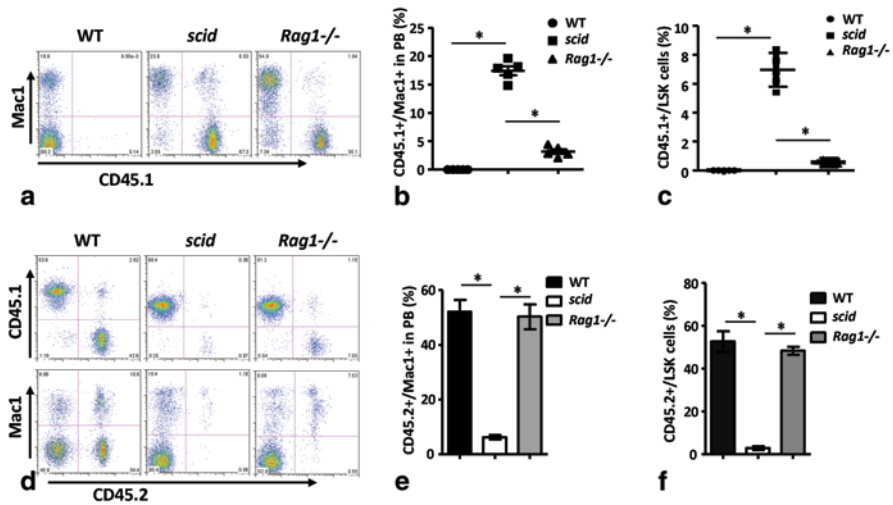 WT scid Rag1-/-
Mac1
CD45.1
a
CD45.1+/Mac1+ in PB (%)
25
20
15
10
5
0
*
*
WT
scid
Rag1-/-
b
CD45.1+/LSK cells (%)
10
8
6
4
2
0
*
*
WT
scid
Rag1-/-
c
WT scid Rag1-/-
CD45.1
Mac1
CD45.2
d
CD45.2+/Mac1+ in PB (%)
60
40
20
0
*
*
WT
scid
Rag1-/-
e
CD45.2+/LSK cells (%)
80
60
40
20
0
*
*
WT
scid
Rag1-/-
f